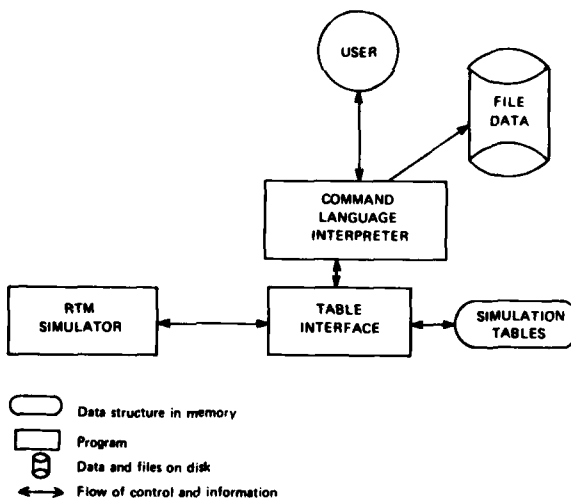 USER
FILE
DATA
COMMAND
LANGUAGE
INTERPRETER
RTM
SIMULATOR
TABLE
INTERFACE
SIMULATION
TABLES
Data structure in memory
Program
Data and files on disk
Flow of control and information